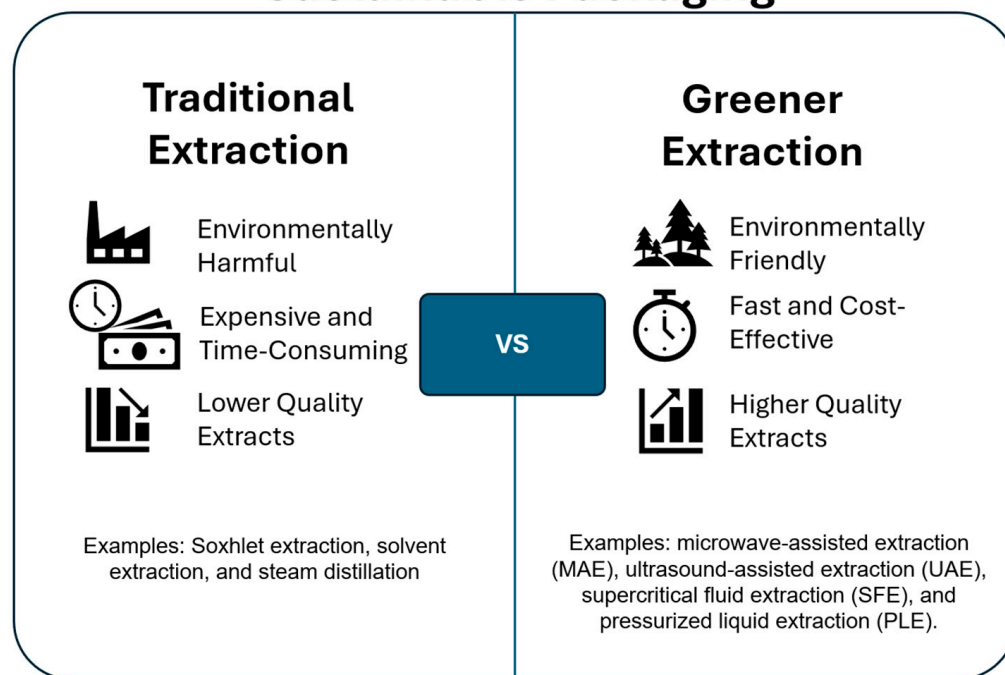 Sustainable Packaging
Traditional
Extraction
Environmentally
Harmful
Expensive and
Time-Consuming
Lower Quality
Extracts
Examples: Soxhlet extraction, solvent
extraction, and steam distillation
VS
Greener
Extraction
Environmentally
Friendly
Fast and Cost-
Effective
Higher Quality
Extracts
Examples: microwave-assisted extraction
(MAE), ultrasound-assisted extraction (UAE),
supercritical fluid extraction (SFE), and
pressurized liquid extraction (PLE).